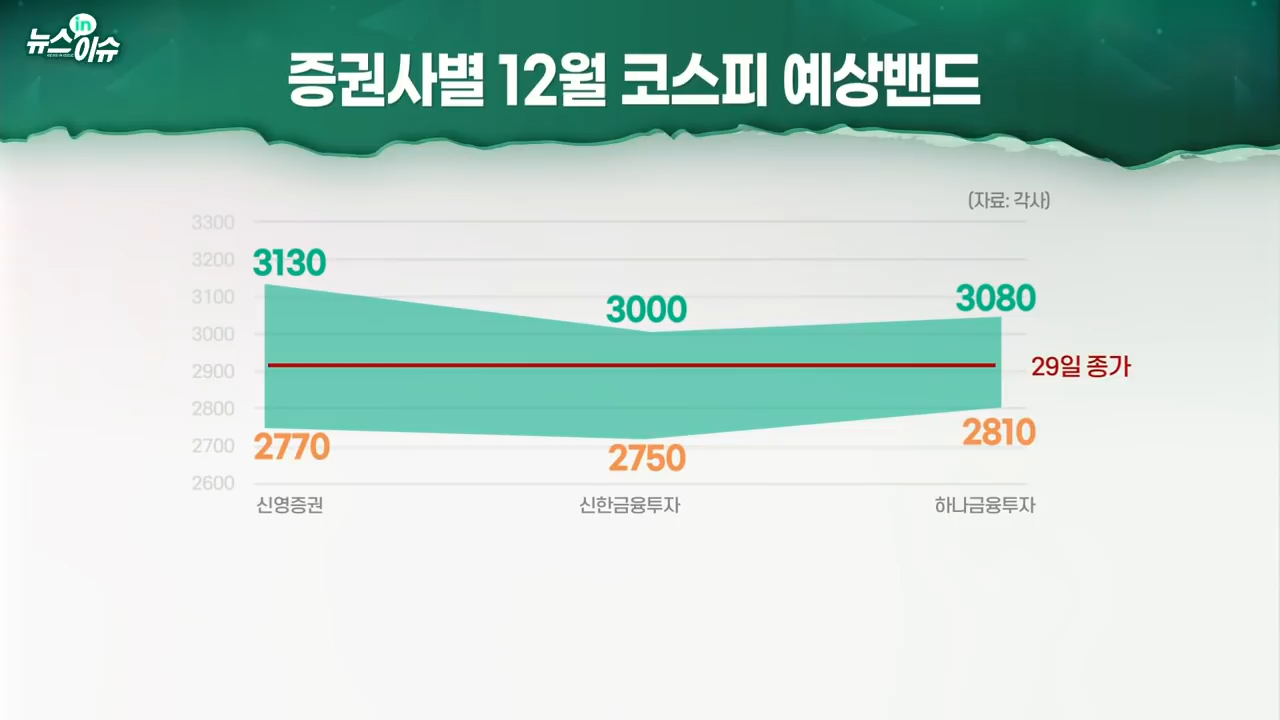 뉴스in이슈
증권사별 12월 코스피 예상밴드
(자료: 각사)
3300
3200
3100
3000
2900
2800
2700
2600
3130
3000
3080
29일 종가
2770
2750
2810
신영증권
신한금융투자
하나금융투자